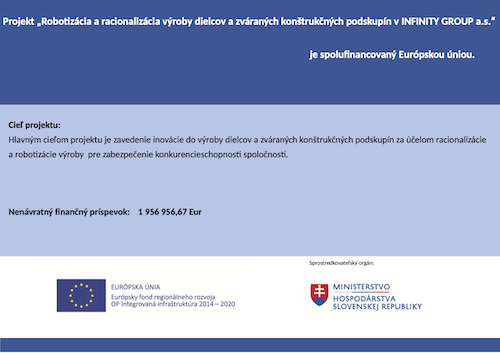 Projekt „Robotizácia a racionalizácia výroby dielcov a zváraných konštrukčných podskupín v INFINITY GROUP a.s.“
je spolufinancovaný Európskou úniou.
Cieľ projektu:
Hlavným cieľom projektu je zavedenie inovácie do výroby dielcov a zváraných konštrukčných podskupín za účelom racionalizácie
a robotizácie výroby pre zabezpečenie konkurencieschopnosti spoločnosti.
Nenávratný finančný príspevok: 1 956 956,67 Eur
Sprostredkovateľský orgán:
EURÓPSKA ÚNIA
Európsky fond regionálneho rozvoja
OP Integrovaná infraštruktúra 2014 – 2020
MINISTERSTVO
HOSPODÁRSTVA
SLOVENSKEJ REPUBLIKY